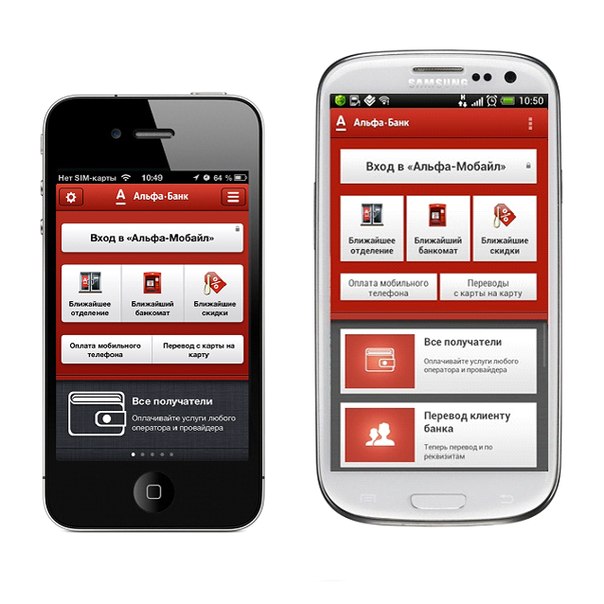 Нет SIM-карты 10:49 64 %
А Альфа·Банк
Вход в «Альфа-Мобайл»
Ближайшее отделение
Ближайший банкомат
Ближайшие скидки
Оплата мобильного телефона
Перевод с карты на карту
Все получатели
Оплачивайте услуги любого
оператора и провайдера
SAMSUNG
H 10:50
А Альфа·Банк
Вход в «Альфа-Мобайл»
Ближайшее отделение
Ближайший банкомат
Ближайшие скидки
Оплата мобильного телефона
Переводы с карты на карту
Все получатели
Оплачивайте услуги любого
оператора и провайдера
Перевод клиенту
банка
Теперь перевод и по
реквизитам